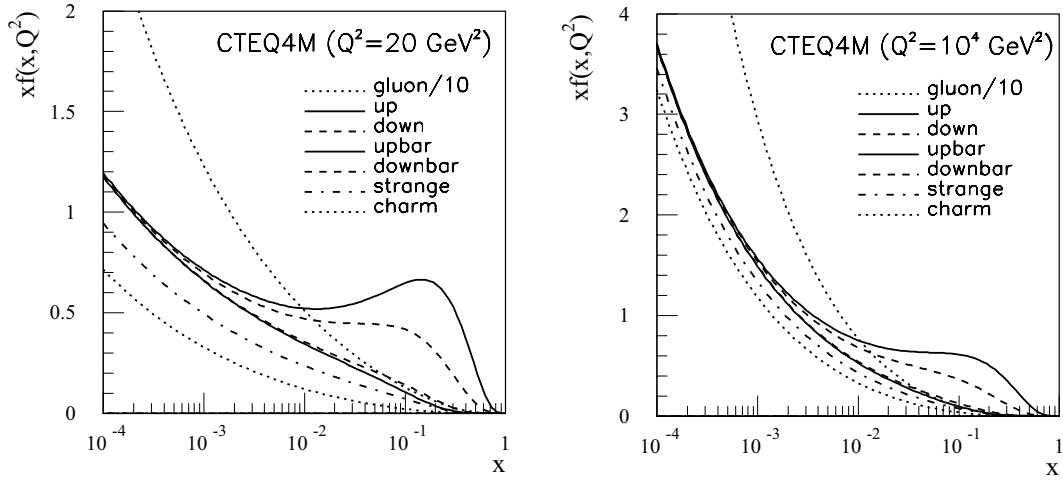 xf(x,Q²)
2
1.5
1
0.5
0
CTEQ4M (Q²=20 GeV²)
gluon/10
up
down
upbar
downbar
strange
charm
10⁻⁴ 10⁻³ 10⁻² 10⁻¹ 1
x
xf(x,Q²)
4
3
2
1
0
CTEQ4M (Q²=10⁴ GeV²)
gluon/10
up
down
upbar
downbar
strange
charm
10⁻⁴ 10⁻³ 10⁻² 10⁻¹ 1
x